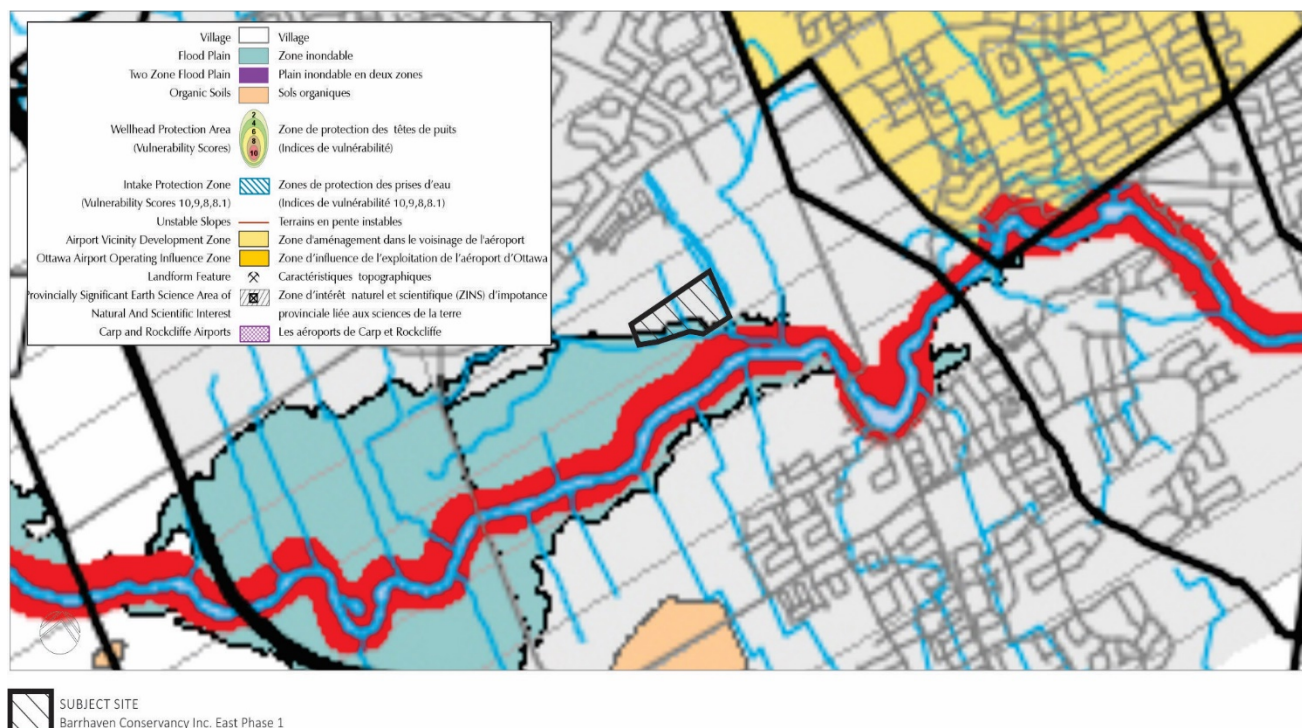 Village Village
Flood Plain Zone inondable
Two Zone Flood Plain Plain inondable en deux zones
Organic Soils Sols organiques
2
4
6
8
10
Wellhead Protection Area Zone de protection des têtes de puits
(Vulnerability Scores) (Indices de vulnérabilité)
Intake Protection Zone Zones de protection des prises d'eau
(Vulnerability Scores 10,9,8,8.1) (Indices de vulnérabilité 10,9,8,8.1)
Unstable Slopes Terrains en pente instables
Airport Vicinity Development Zone Zone d'aménagement dans le voisinage de l'aéroport
Ottawa Airport Operating Influence Zone Zone d'influence de l'exploitation de l'aéroport d'Ottawa
Landform Feature Caractéristiques topographiques
Provincially Significant Earth Science Area of Zone d'intérêt naturel et scientifique (ZINS) d'impotance
Natural And Scientific Interest provinciale liée aux sciences de la terre
Carp and Rockcliffe Airports Les aéroports de Carp et Rockcliffe
SUBJECT SITE
Barrhaven Conservancy Inc. East Phase 1